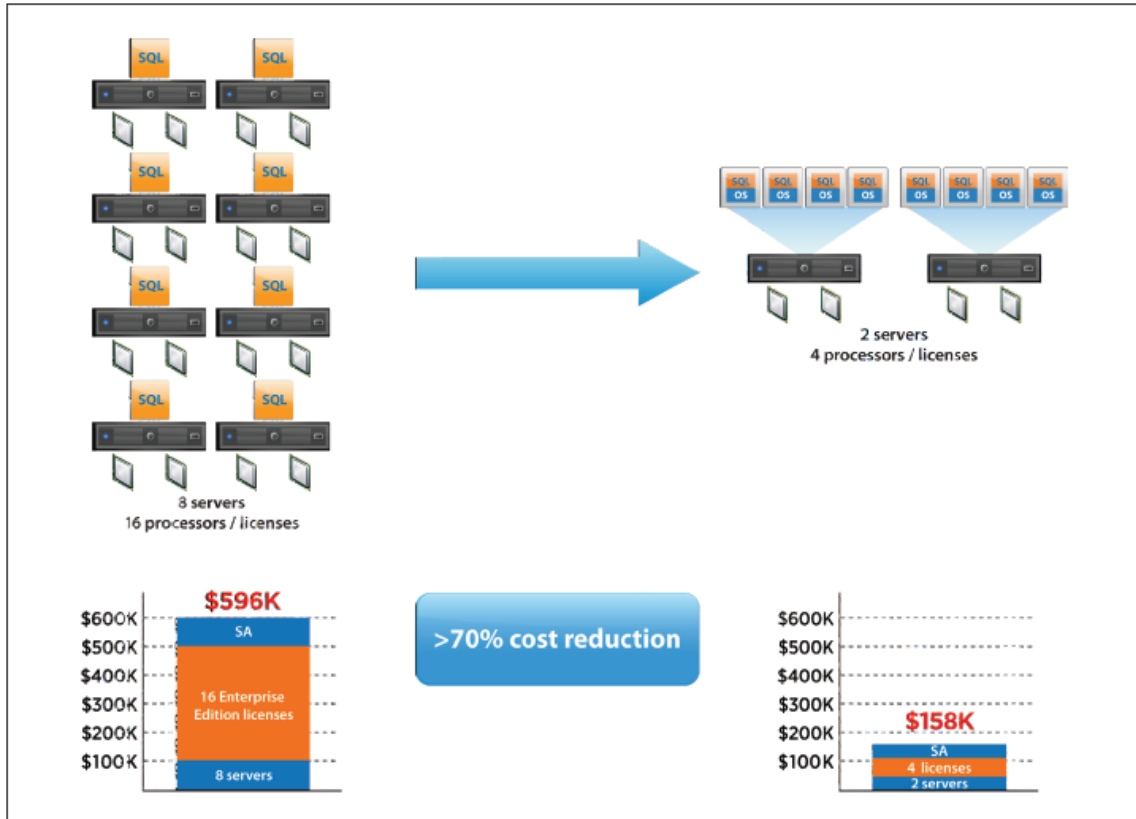 SQL SQL
SQL SQL
SQL SQL
SQL SQL
8 servers
16 processors / licenses
SQL SQL SQL SQL SQL SQL SQL SQL
OS OS OS OS OS OS OS OS
2 servers
4 processors / licenses
$596K
$600K
SA
$500K
$400K
16 Enterprise
$300K
Edition licenses
$200K
$100K
8 servers
>70% cost reduction
$600K
$500K
$400K
$300K
$200K
$158K
$100K
SA
4 licenses
2 servers